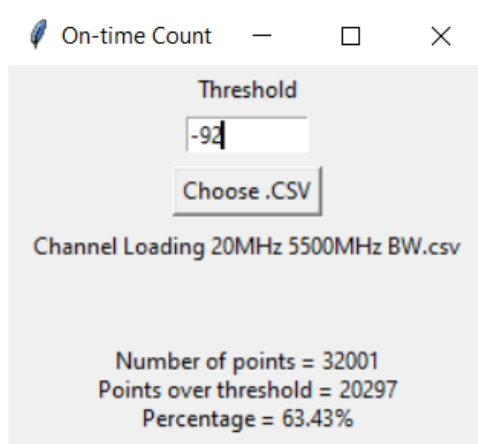 On-time Count
Threshold
-92
Choose .CSV
Channel Loading 20MHz 5500MHz BW.csv
Number of points = 32001
Points over threshold = 20297
Percentage = 63.43%